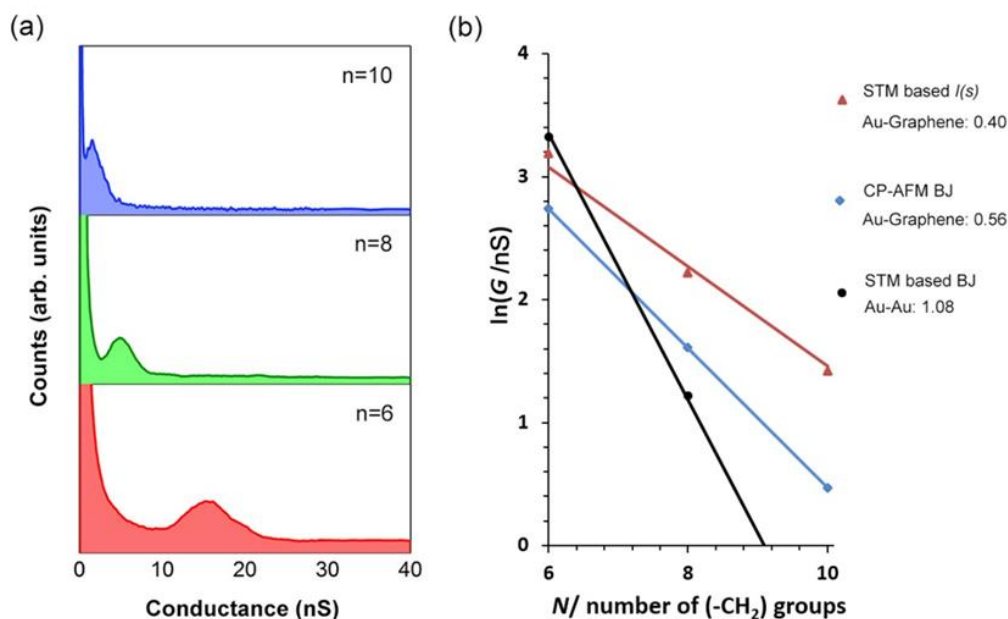 (a)
n=10
n=8
n=6
Counts (arb. units)
0 10 20 30 40
Conductance (nS)
(b)
4
3
2
1
0
ln(G /nS)
6 8 10
N/ number of (-CH₂) groups
STM based I(s)
Au-Graphene: 0.40
CP-AFM BJ
Au-Graphene: 0.56
STM based BJ
Au-Au: 1.08